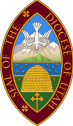 SEAL OF THE DIOCESE OF UTAH